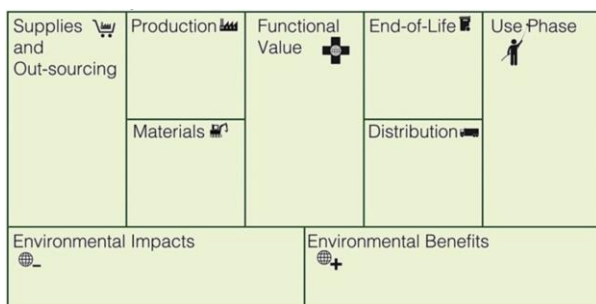 Supplies
and
Out-sourcing
Production
Materials
Functional
Value
End-of-Life
Distribution
Use Phase
Environmental Impacts
Environmental Benefits